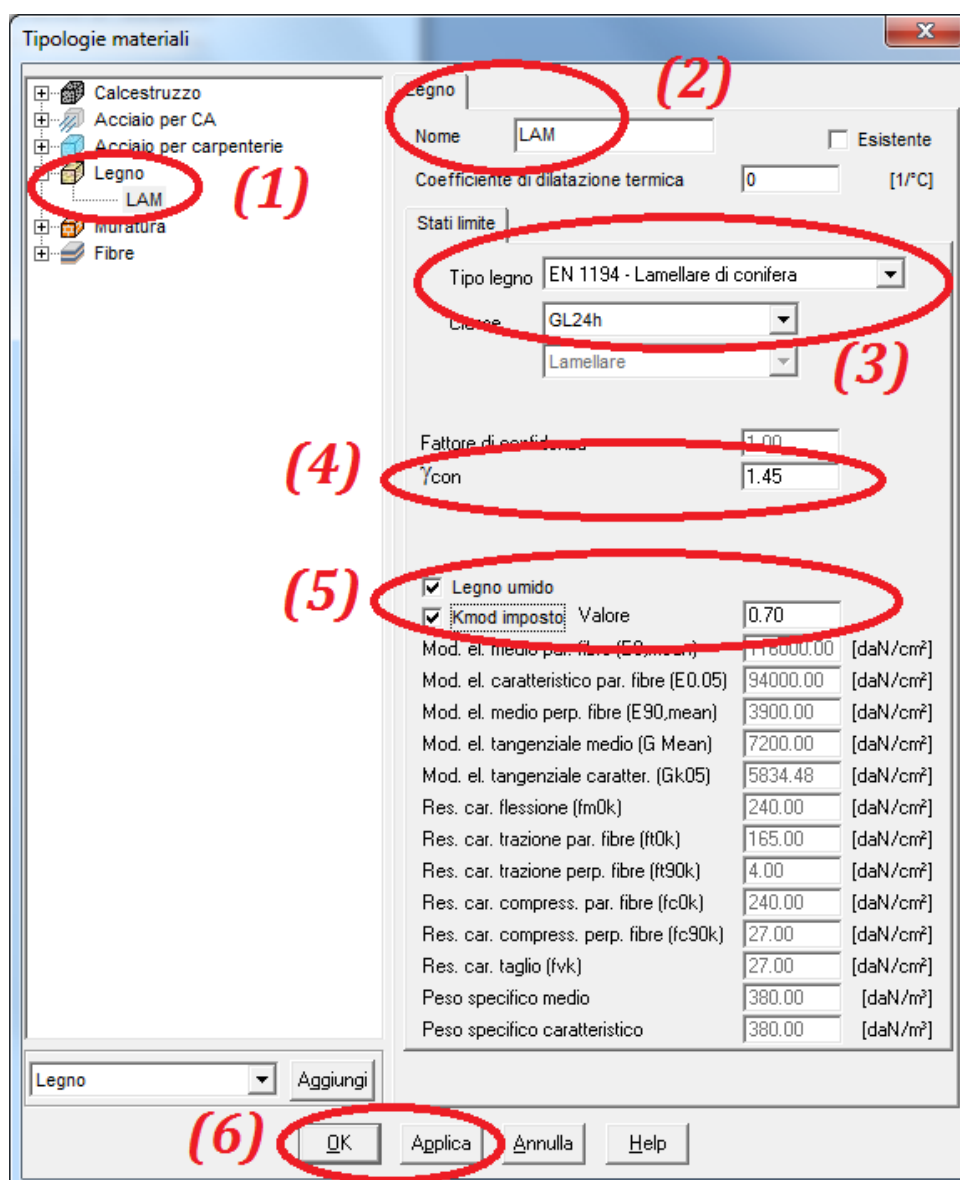 Tipologie materiali
Calcestruzzo
Acciaio per CA
Acciaio per carpenterie
Legno
LAM
Muratura
Fibre
(1)
Legno
(2)
Nome LAM Esistente
Coefficiente di dilatazione termica 0 [1/°C]
Stati limite
Tipo legno EN 1194 - Lamellare di conifera
Classe GL24h
Lamellare
(3)
Fattore di confidenza 1.00
(4)
γcon 1.45
(5)
Legno umido
Kmod imposto Valore 0.70
Mod. el. medio par. fibre (E0,mean) 116000.00 [daN/cm²]
Mod. el. caratteristico par. fibre (E0.05) 94000.00 [daN/cm²]
Mod. el. medio perp. fibre (E90,mean) 3900.00 [daN/cm²]
Mod. el. tangenziale medio (G Mean) 7200.00 [daN/cm²]
Mod. el. tangenziale caratter. (Gk05) 5834.48 [daN/cm²]
Res. car. flessione (fm0k) 240.00 [daN/cm²]
Res. car. trazione par. fibre (ft0k) 165.00 [daN/cm²]
Res. car. trazione perp. fibre (ft90k) 4.00 [daN/cm²]
Res. car. compress. par. fibre (fc0k) 240.00 [daN/cm²]
Res. car. compress. perp. fibre (fc90k) 27.00 [daN/cm²]
Res. car. taglio (fvk) 27.00 [daN/cm²]
Peso specifico medio 380.00 [daN/m³]
Peso specifico caratteristico 380.00 [daN/m³]
Legno Aggiungi
(6)
OK Applica Annulla Help